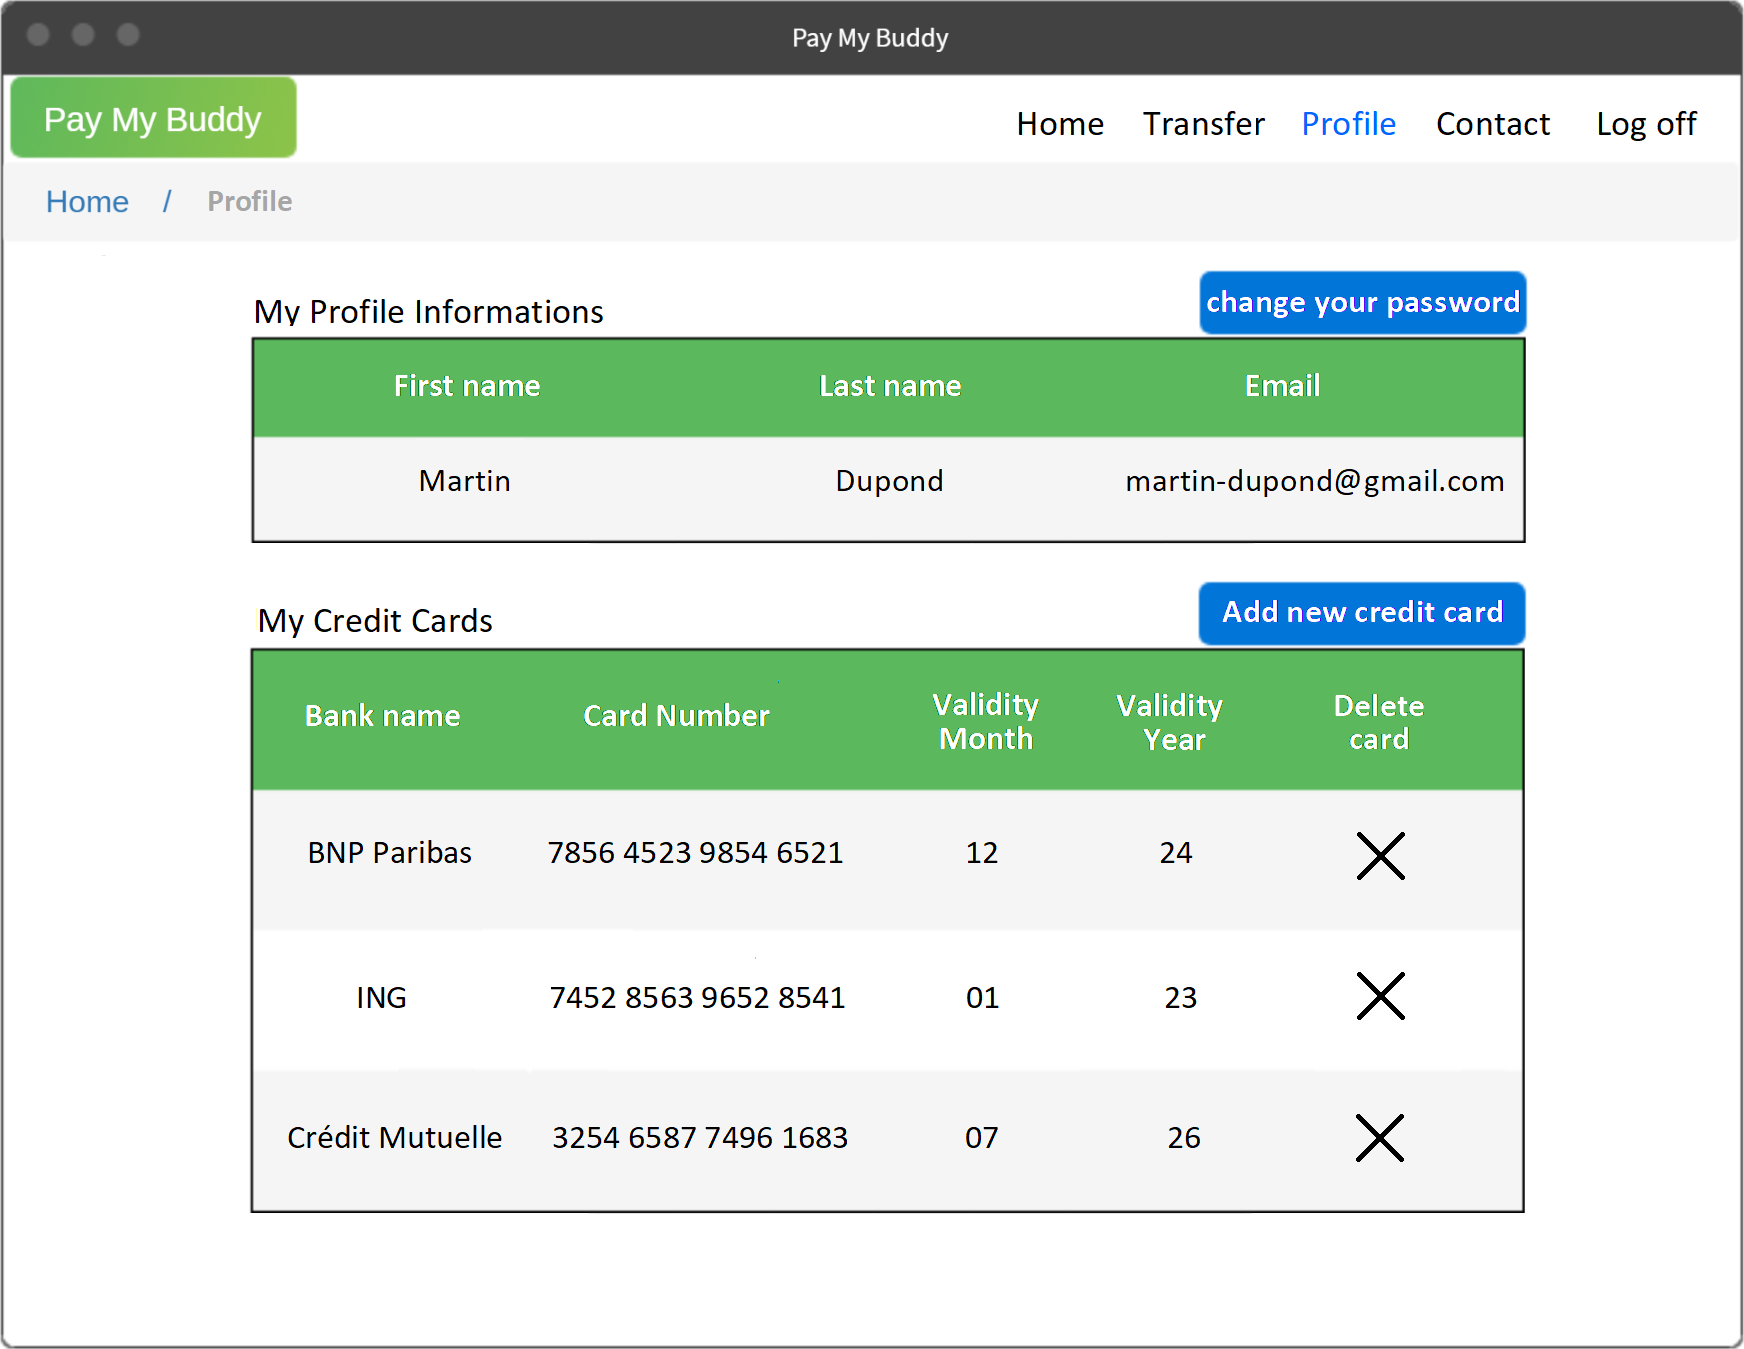 Pay My Buddy
Pay My Buddy
Home Transfer Profile Contact Log off
Home / Profile
My Profile Informations
change your password
First name Last name Email
Martin Dupond martin-dupond@gmail.com
My Credit Cards
Add new credit card
Bank name Card Number Validity Month Validity Year Delete card
BNP Paribas 7856 4523 9854 6521 12 24
ING 7452 8563 9652 8541 01 23
Crédit Mutuelle 3254 6587 7496 1683 07 26